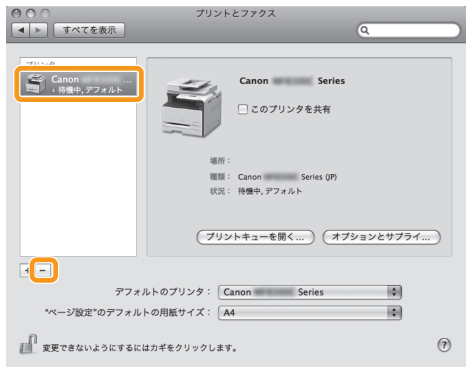 プリントとファクス
すべてを表示
プリンタ
Canon ...
待機中, デフォルト
Canon Series
このプリンタを共有
場所：
種類： Canon Series (JP)
状況： 待機中, デフォルト
プリントキューを開く...
オプションとサプライ...
+ −
デフォルトのプリンタ： Canon Series
"ページ設定"のデフォルトの用紙サイズ： A4
変更できないようにするにはカギをクリックします。
?